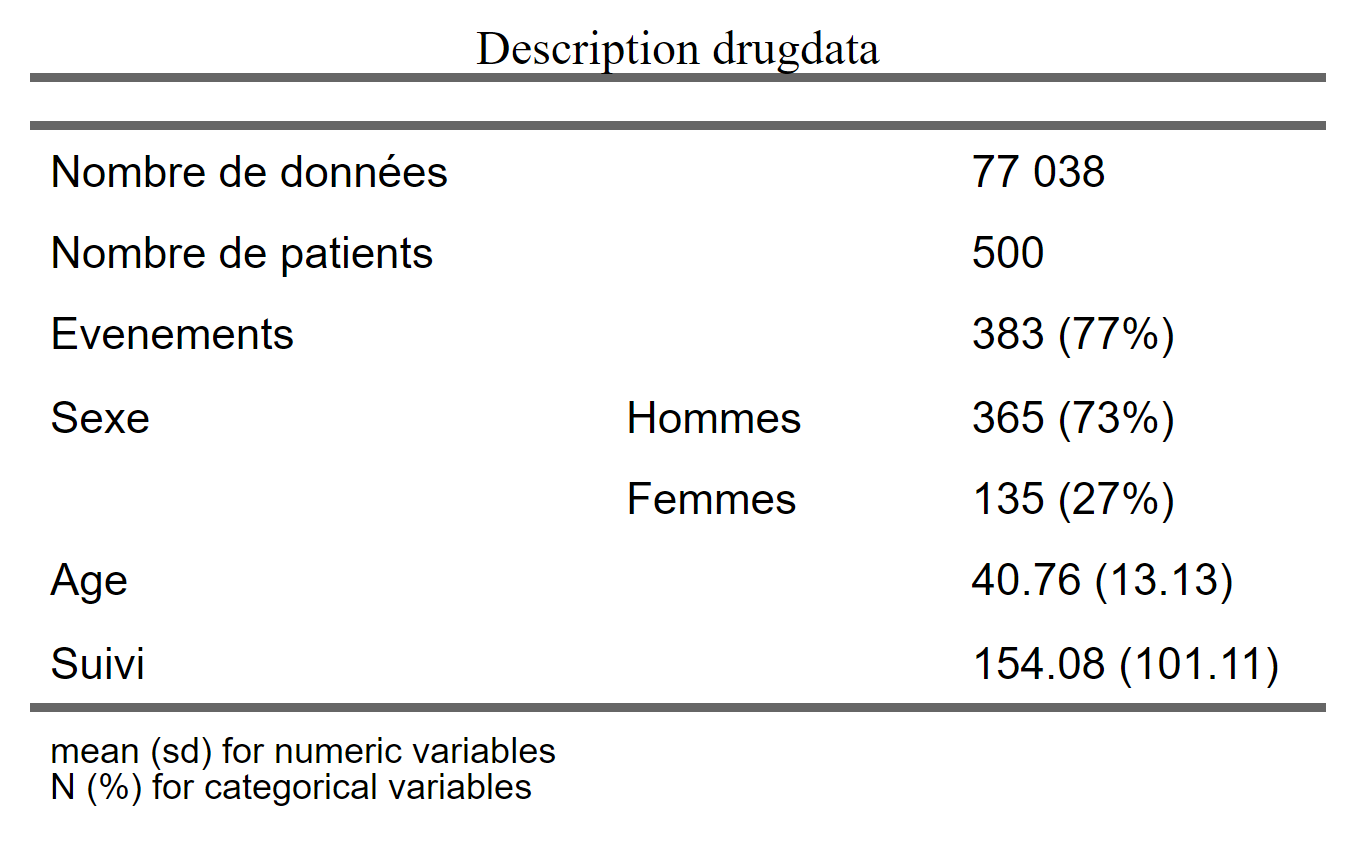 Description drugdata
Nombre de données 77 038
Nombre de patients 500
Evenements 383 (77%)
Sexe Hommes 365 (73%)
Femmes 135 (27%)
Age 40.76 (13.13)
Suivi 154.08 (101.11)
mean (sd) for numeric variables
N (%) for categorical variables